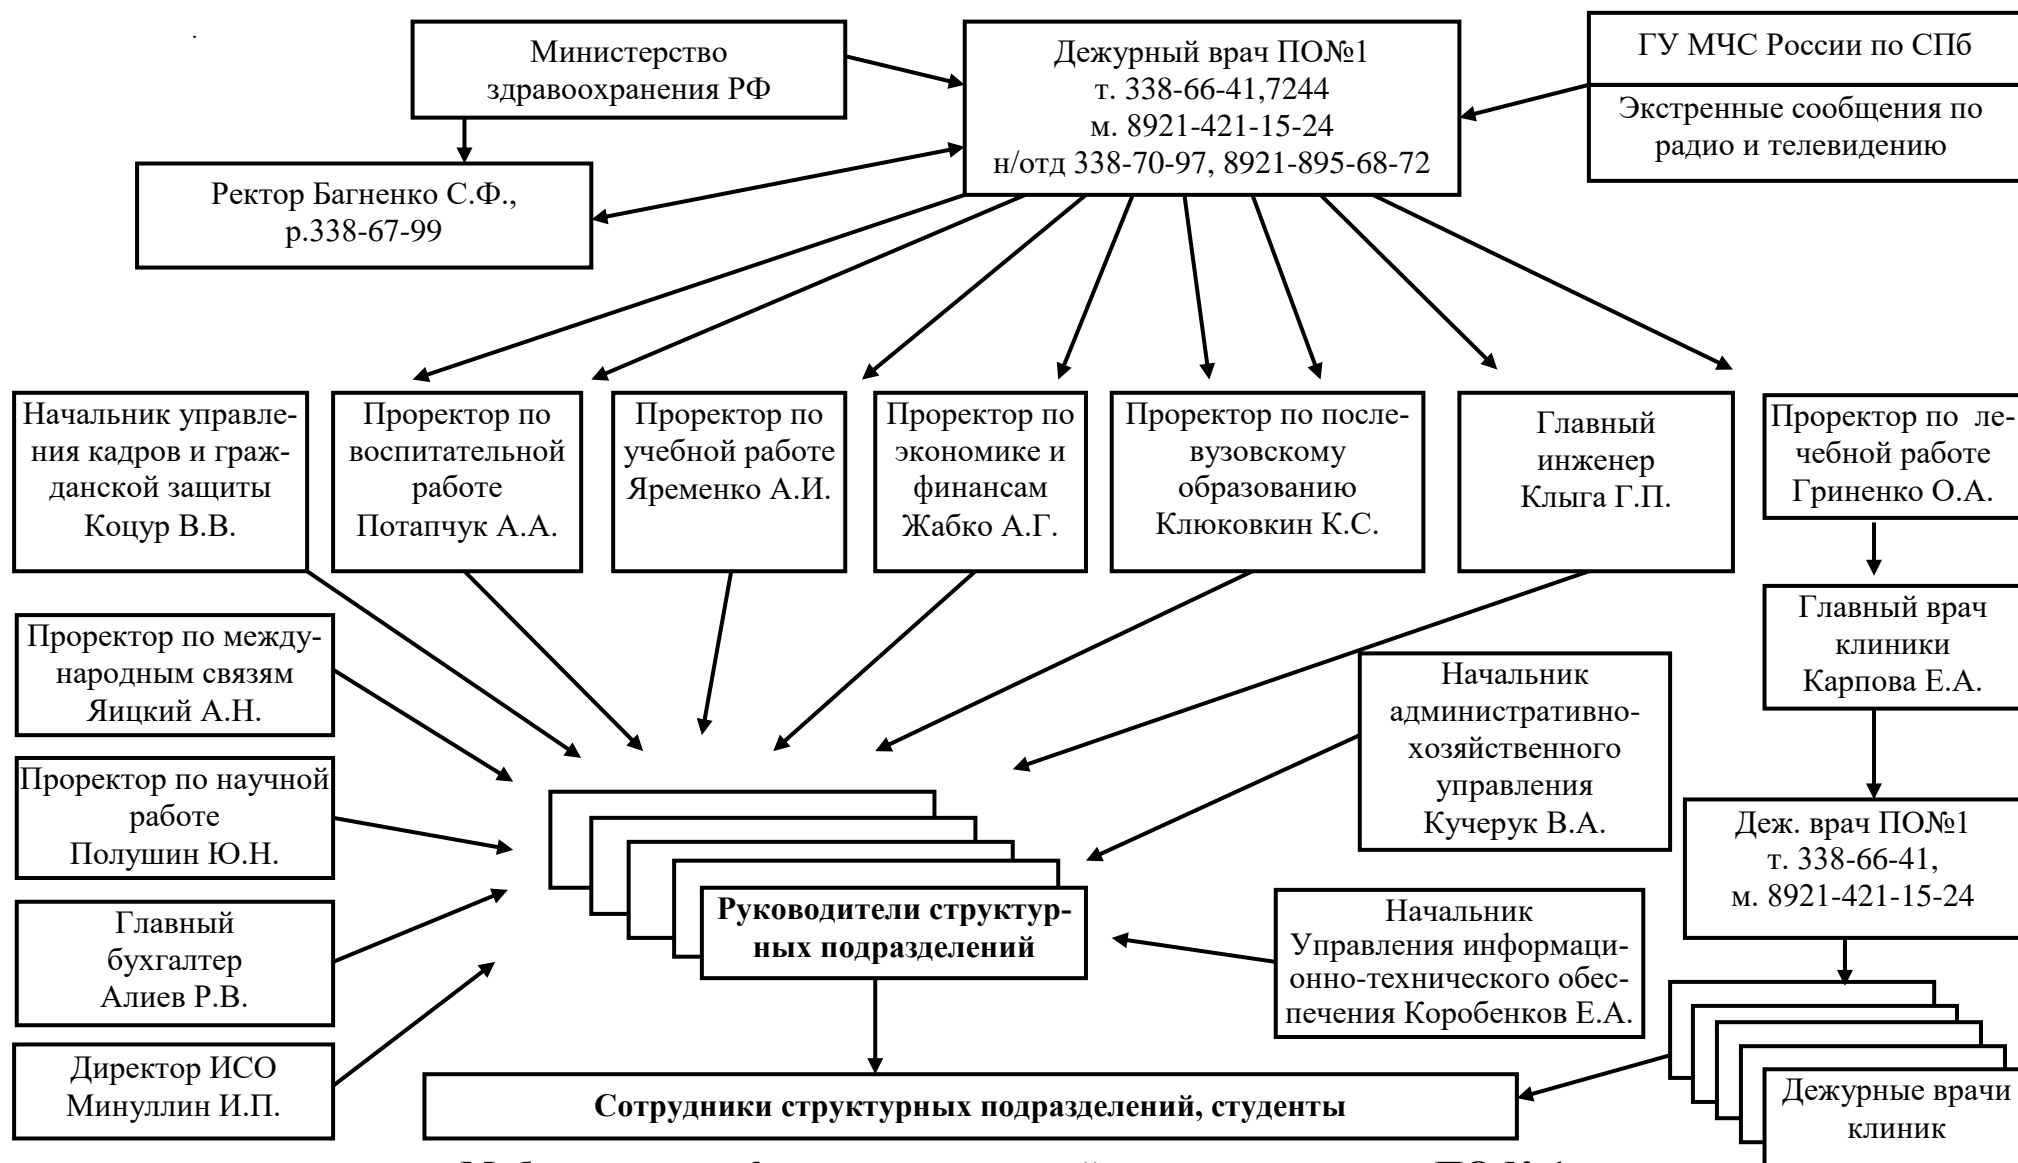 Министерство
здравоохранения РФ
Дежурный врач ПО№1
т. 338-66-41,7244
м. 8921-421-15-24
н/отд 338-70-97, 8921-895-68-72
ГУ МЧС России по СПб
Экстренные сообщения по
радио и телевидению
Ректор Багненко С.Ф.,
р.338-67-99
Начальник управле-
ния кадров и граж-
данской защиты
Коцур В.В.
Проректор по
воспитательной
работе
Потапчук А.А.
Проректор по
учебной работе
Яременко А.И.
Проректор по
экономике и
финансам
Жабко А.Г.
Проректор по после-
вузовскому
образованию
Клюковкин К.С.
Главный
инженер
Клыга Г.П.
Проректор по ле-
чебной работе
Гриненко О.А.
Проректор по между-
народным связям
Яицкий А.Н.
Проректор по научной
работе
Полушин Ю.Н.
Главный
бухгалтер
Алиев Р.В.
Директор ИСО
Минуллин И.П.
Начальник
административно-
хозяйственного
управления
Кучерук В.А.
Главный врач
клиники
Карпова Е.А.
Деж. врач ПО№1
т. 338-66-41,
м. 8921-421-15-24
Руководители структур-
ных подразделений
Начальник
Управления информаци-
онно-технического обес-
печения Коробенков Е.А.
Сотрудники структурных подразделений, студенты
Дежурные врачи
клиник